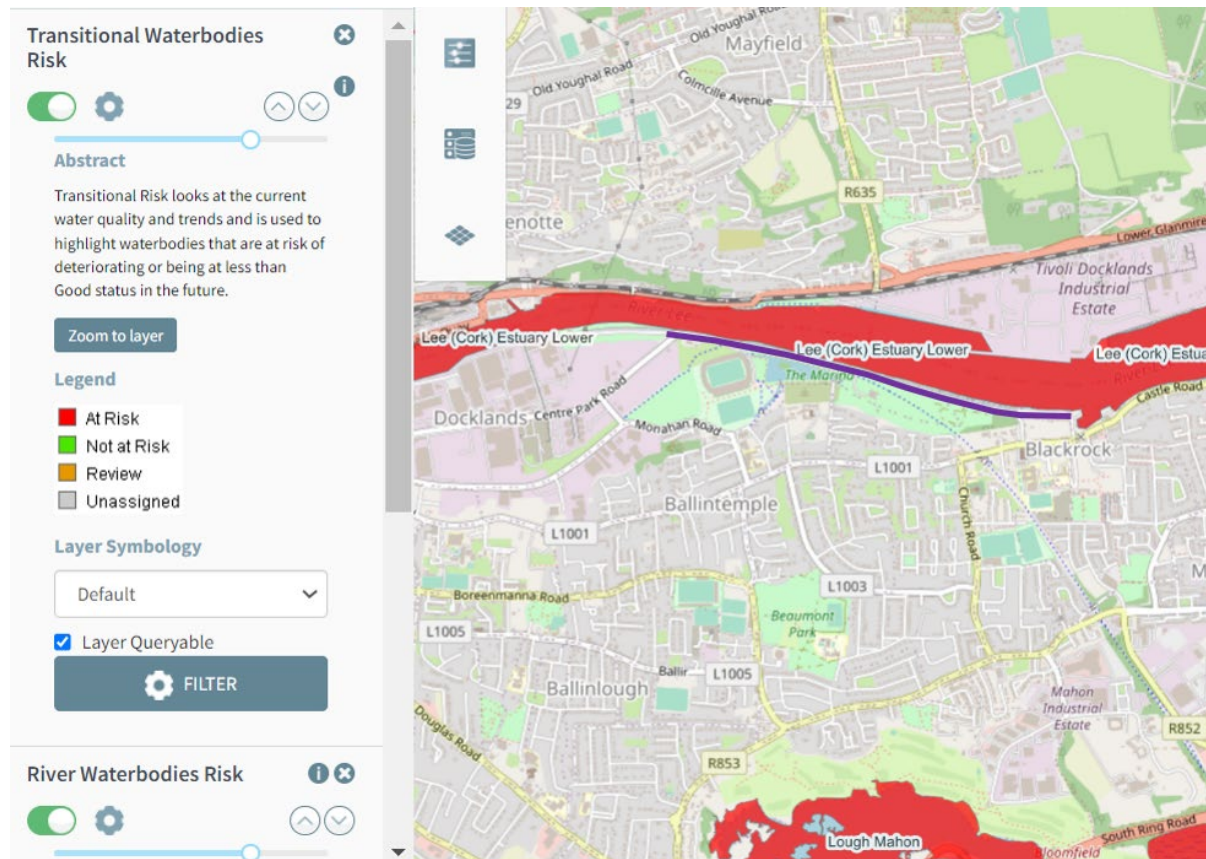 Transitional Waterbodies
Risk
Abstract
Transitional Risk looks at the current
water quality and trends and is used to
highlight waterbodies that are at risk of
deteriorating or being at less than
Good status in the future.
Zoom to layer
Legend
At Risk
Not at Risk
Review
Unassigned
Layer Symbology
Default
Layer Queryable
FILTER
River Waterbodies Risk
Old Youghal Road
Mayfield
Old Youghal Road
Colmcille Avenue
29
R635
enotte
Lower Glanmire
Tivoli Docklands
Industrial
Estate
River Lee
Lee (Cork) Estuary Lower
Lee (Cork) Estuary Lower
Lee (Cork) Estua
River Lee
The Marina
Castle Road
Docklands
Centre Park Road
Monahan Road
Blackrock
L1001
Ballintemple
Church Road
L1001
L1003
Boreenmanna Road
Beaumont
Park
L1005
Ballin
L1005
Ballinlough
Mahon
Industrial
Estate
Douglas Road
R852
R853
South Ring Road
Lough Mahon
Bloomfield